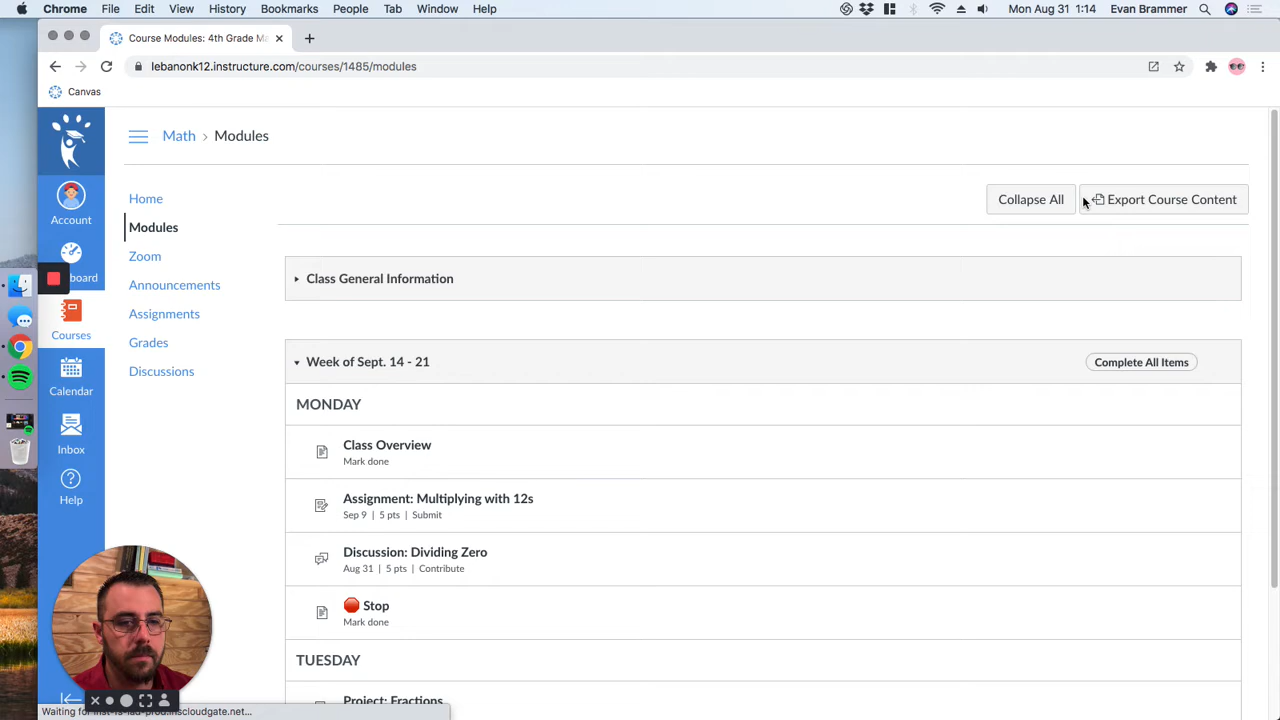 Chrome File Edit View History Bookmarks People Tab Window Help Mon Aug 31 1:14 Evan Brammer
Course Modules: 4th Grade Ma
lebanonk12.instructure.com/courses/1485/modules
Canvas
Math > Modules
Account
board
Courses
Calendar
Inbox
Help
Home
Modules
Zoom
Announcements
Assignments
Grades
Discussions
Collapse All
Export Course Content
Class General Information
Week of Sept. 14 - 21
Complete All Items
MONDAY
Class Overview
Mark done
Assignment: Multiplying with 12s
Sep 9 | 5 pts | Submit
Discussion: Dividing Zero
Aug 31 | 5 pts | Contribute
Stop
Mark done
TUESDAY
Project: Fractions